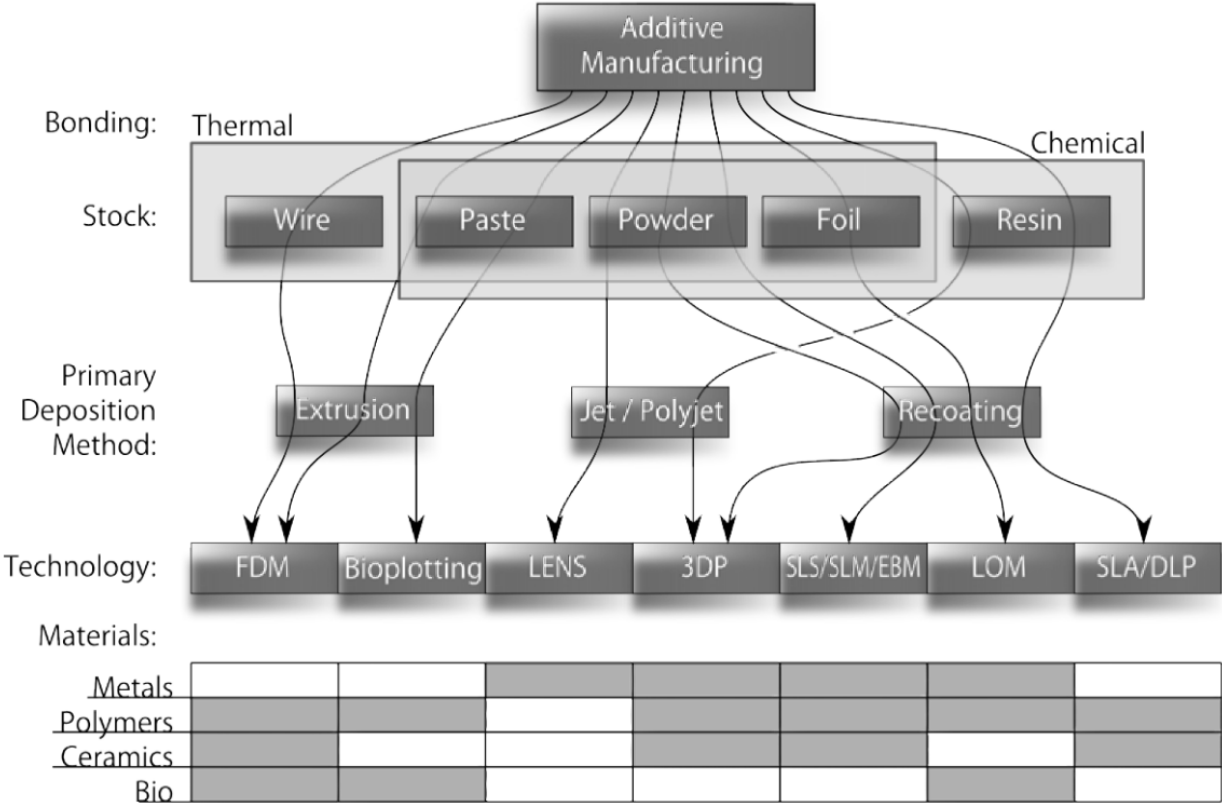 Additive
Manufacturing
Bonding:
Thermal
Chemical
Stock:
Wire
Paste
Powder
Foil
Resin
Primary
Deposition
Method:
Extrusion
Jet / Polyjet
Recoating
Technology:
FDM
Bioplotting
LENS
3DP
SLS/SLM/EBM
LOM
SLA/DLP
Materials:
Metals
Polymers
Ceramics
Bio